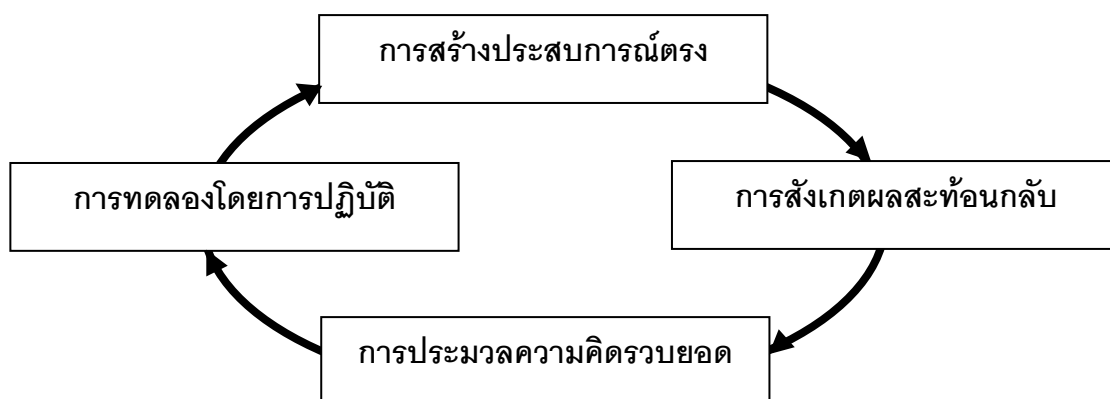 การสร้างประสบการณ์ตรง
การทดลองโดยการปฏิบัติ
การสังเกตผลสะท้อนกลับ
การประมวลความคิดรวบยอด